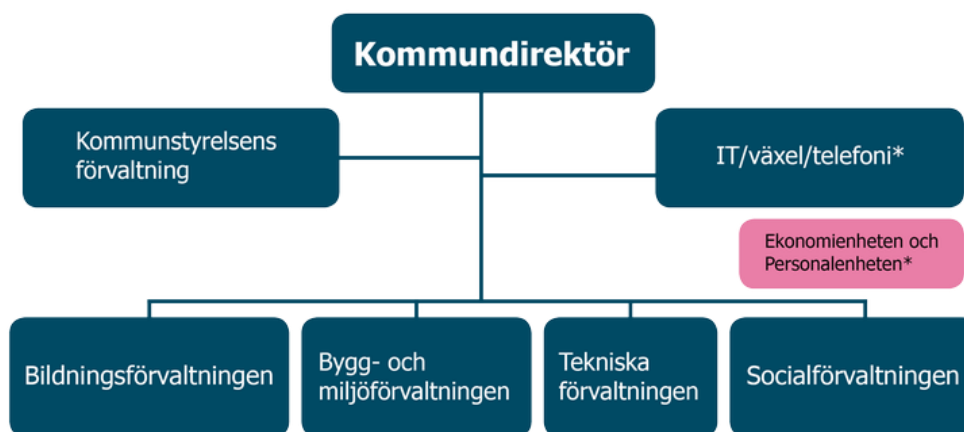 Kommundirektör
Kommunstyrelsens
förvaltning
IT/växel/telefoni*
Ekonomienheten och
Personalenheten*
Bildningsförvaltningen
Bygg- och
miljöförvaltningen
Tekniska
förvaltningen
Socialförvaltningen